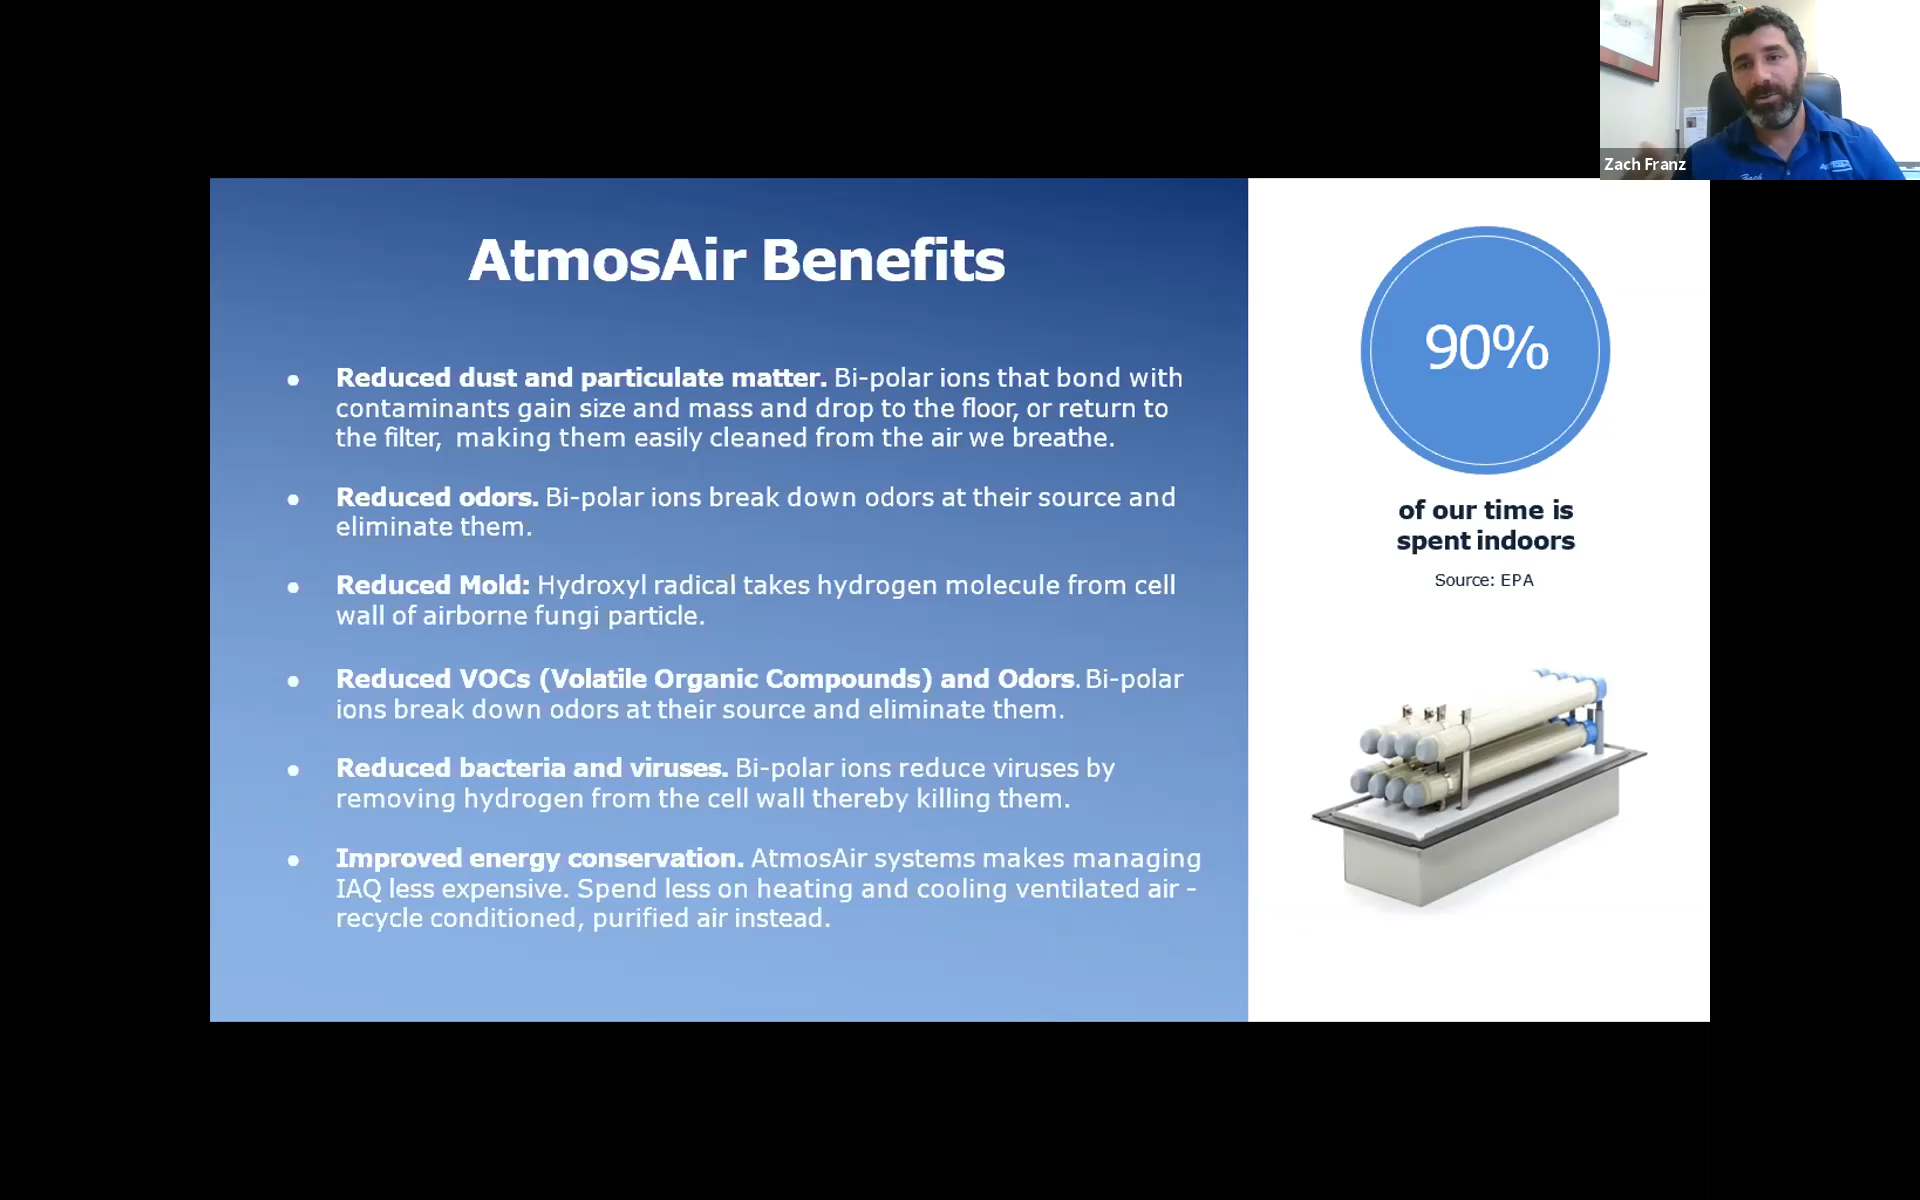 Zach Franz
AtmosAir Benefits
● Reduced dust and particulate matter. Bi-polar ions that bond with
contaminants gain size and mass and drop to the floor, or return to
the filter, making them easily cleaned from the air we breathe.
● Reduced odors. Bi-polar ions break down odors at their source and
eliminate them.
● Reduced Mold: Hydroxyl radical takes hydrogen molecule from cell
wall of airborne fungi particle.
● Reduced VOCs (Volatile Organic Compounds) and Odors. Bi-polar
ions break down odors at their source and eliminate them.
● Reduced bacteria and viruses. Bi-polar ions reduce viruses by
removing hydrogen from the cell wall thereby killing them.
● Improved energy conservation. AtmosAir systems makes managing
IAQ less expensive. Spend less on heating and cooling ventilated air -
recycle conditioned, purified air instead.
90%
of our time is
spent indoors
Source: EPA